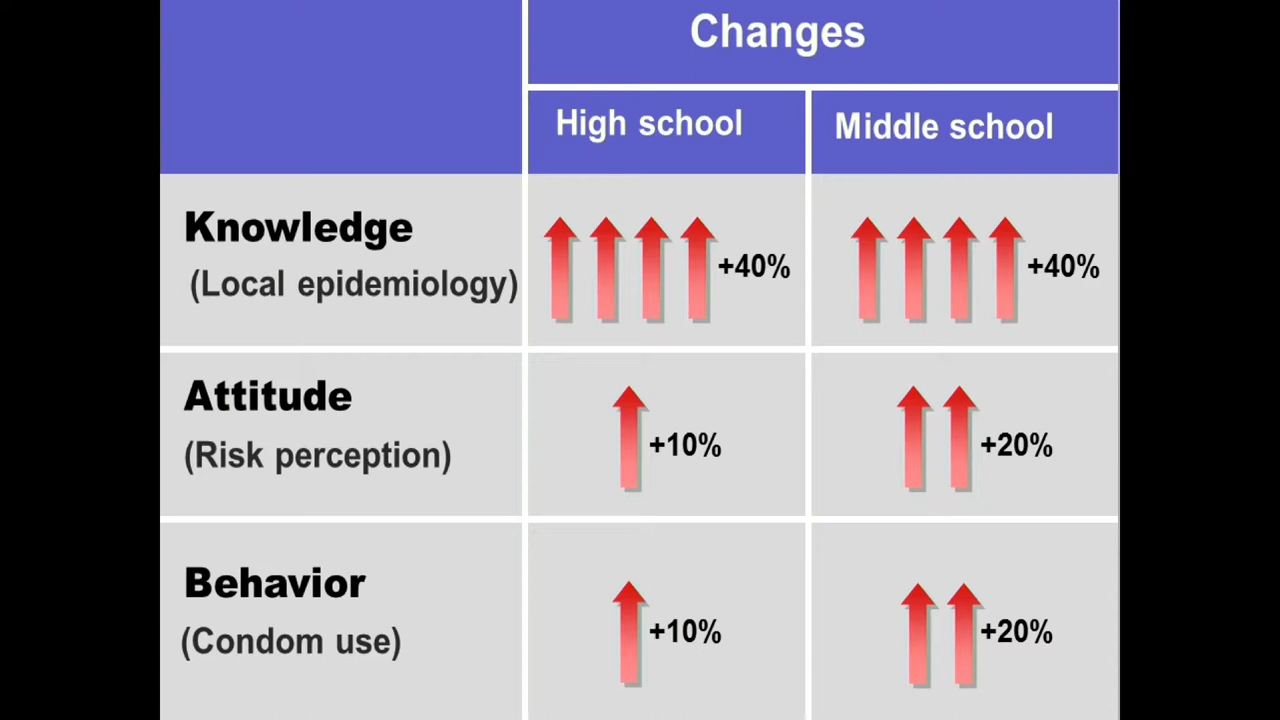 Changes
High school
Middle school
Knowledge
(Local epidemiology)
+40%
+40%
Attitude
(Risk perception)
+10%
+20%
Behavior
(Condom use)
+10%
+20%